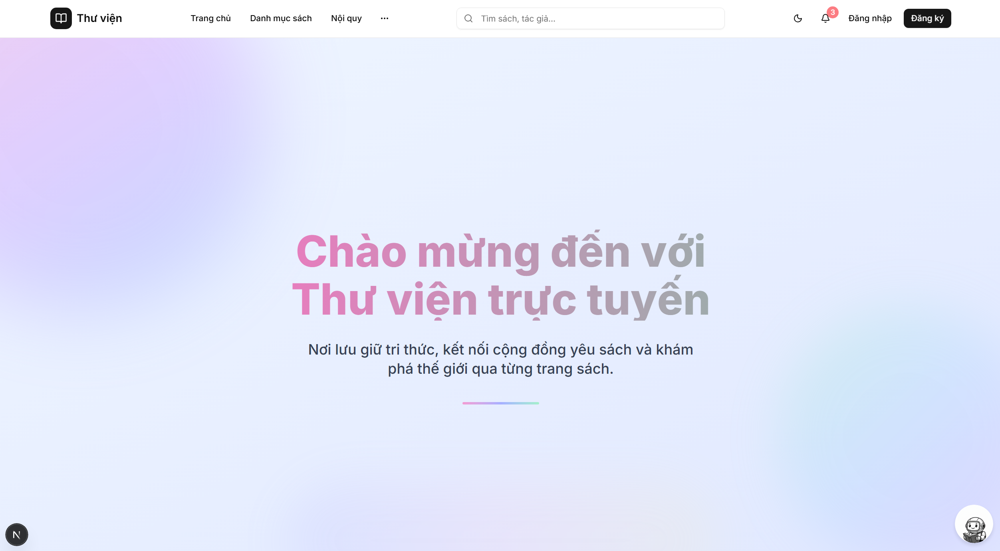 Thư viện
Trang chủ
Danh mục sách
Nội quy
Tìm sách, tác giả...
3
Đăng nhập
Đăng ký
Chào mừng đến với
Thư viện trực tuyến
Nơi lưu giữ tri thức, kết nối cộng đồng yêu sách và khám
phá thế giới qua từng trang sách.
N